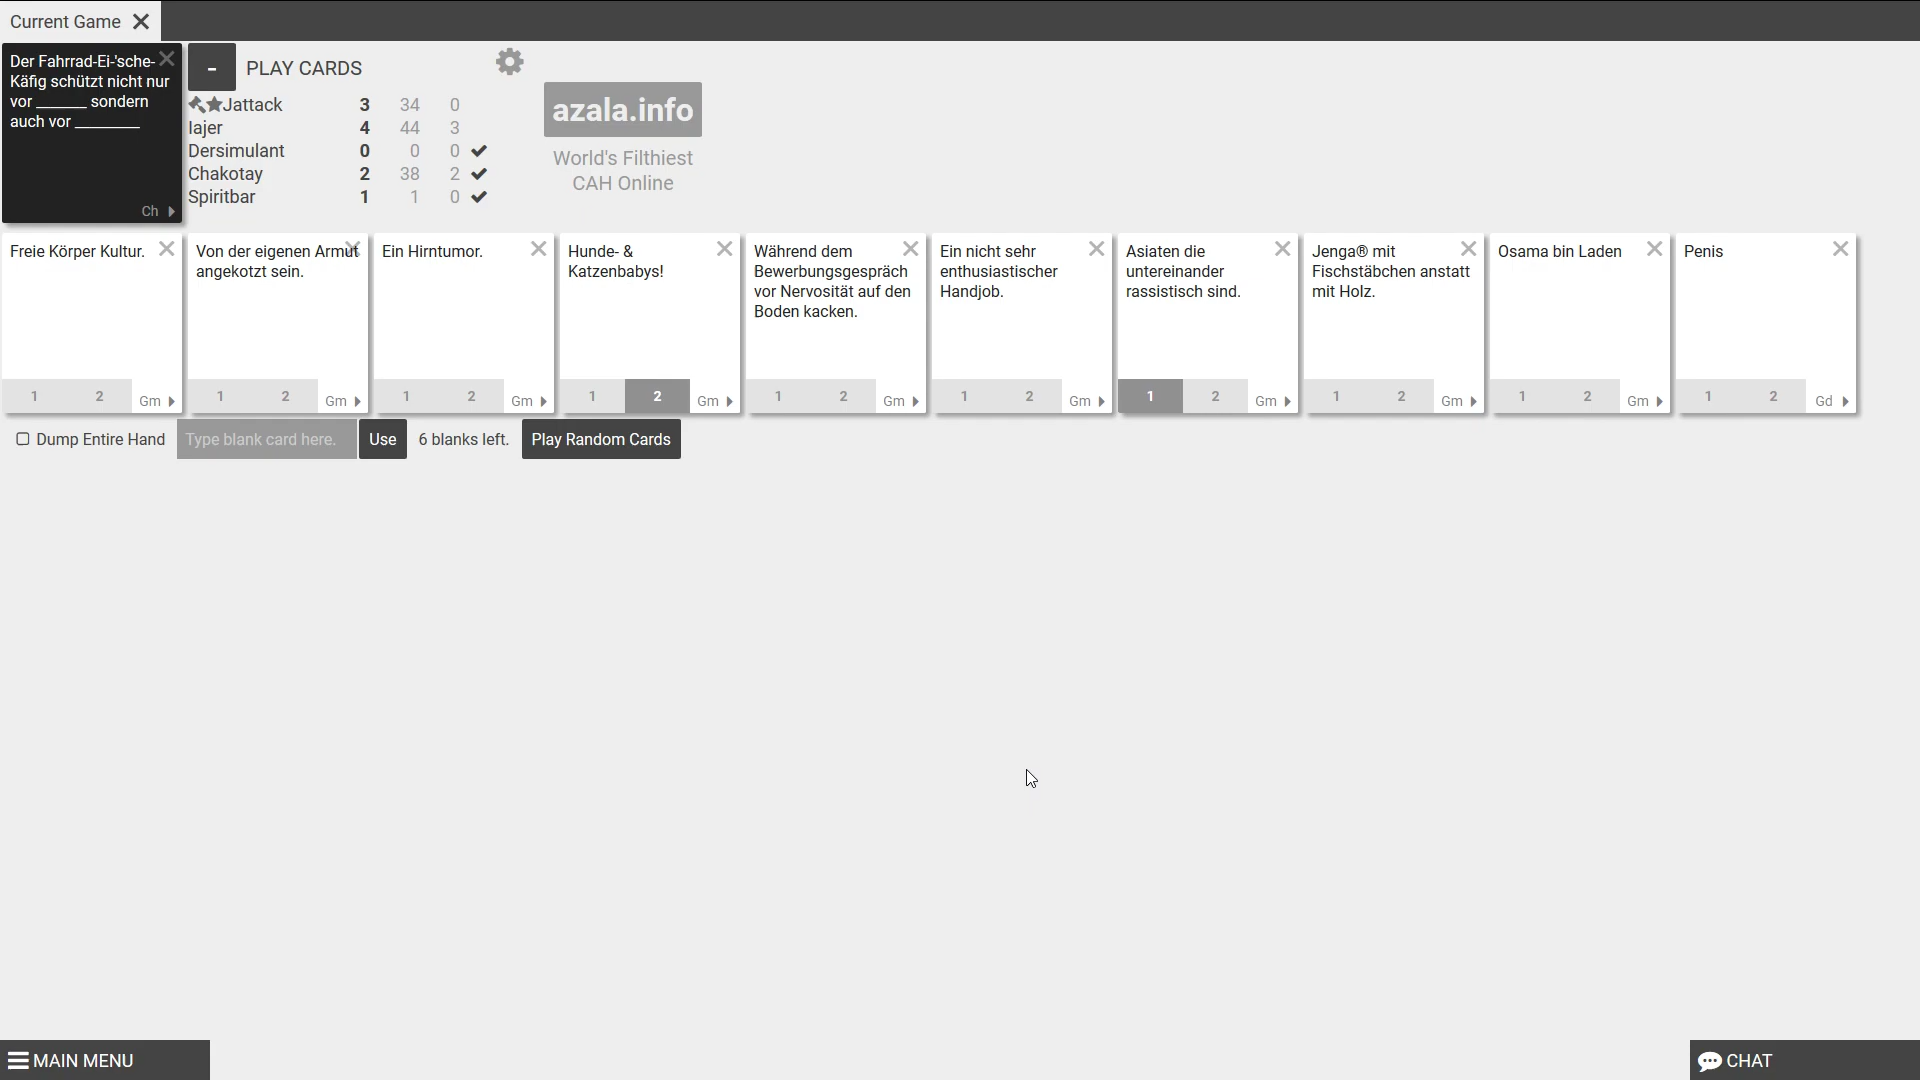 Current Game
Der Fahrrad-Ei-'sche-
Käfig schützt nicht nur
vor ______ sondern
auch vor ________
Ch
-
PLAY CARDS
Jattack 3 34 0
lajer 4 44 3
Dersimulant 0 0 0
Chakotay 2 38 2
Spiritbar 1 1 0
azala.info
World's Filthiest
CAH Online
Freie Körper Kultur.
1 2 Gm
Von der eigenen Armut
angekotzt sein.
1 2 Gm
Ein Hirntumor.
1 2 Gm
Hunde- &
Katzenbabys!
1 2 Gm
Während dem
Bewerbungsgespräch
vor Nervosität auf den
Boden kacken.
1 2 Gm
Ein nicht sehr
enthusiastischer
Handjob.
1 2 Gm
Asiaten die
untereinander
rassistisch sind.
1 2 Gm
Jenga® mit
Fischstäbchen anstatt
mit Holz.
1 2 Gm
Osama bin Laden
1 2 Gm
Penis
1 2 Gd
Dump Entire Hand
Type blank card here.
Use
6 blanks left.
Play Random Cards
MAIN MENU
CHAT